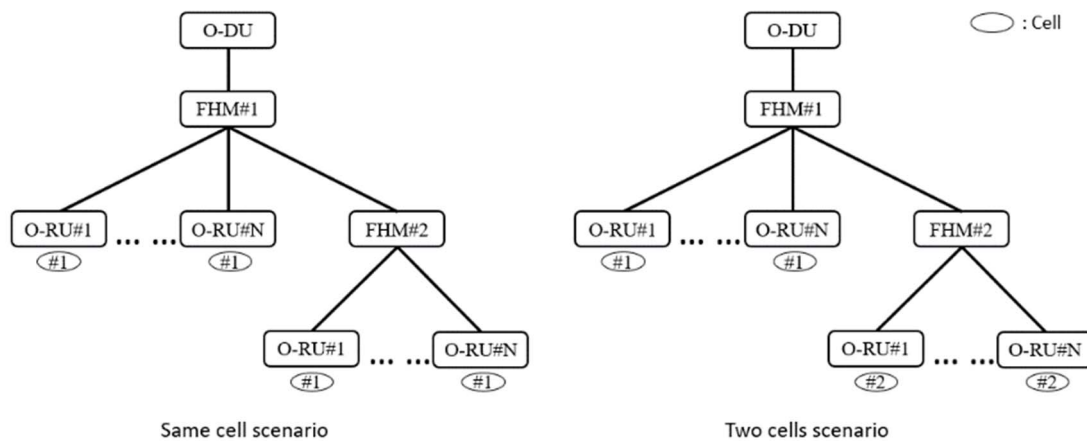 O-DU
O-DU
: Cell
FHM#1
FHM#1
O-RU#1
... ...
O-RU#N
FHM#2
O-RU#1
... ...
O-RU#N
FHM#2
#1
#1
#1
#1
O-RU#1
... ...
O-RU#N
O-RU#1
... ...
O-RU#N
#1
#1
#2
#2
Same cell scenario
Two cells scenario